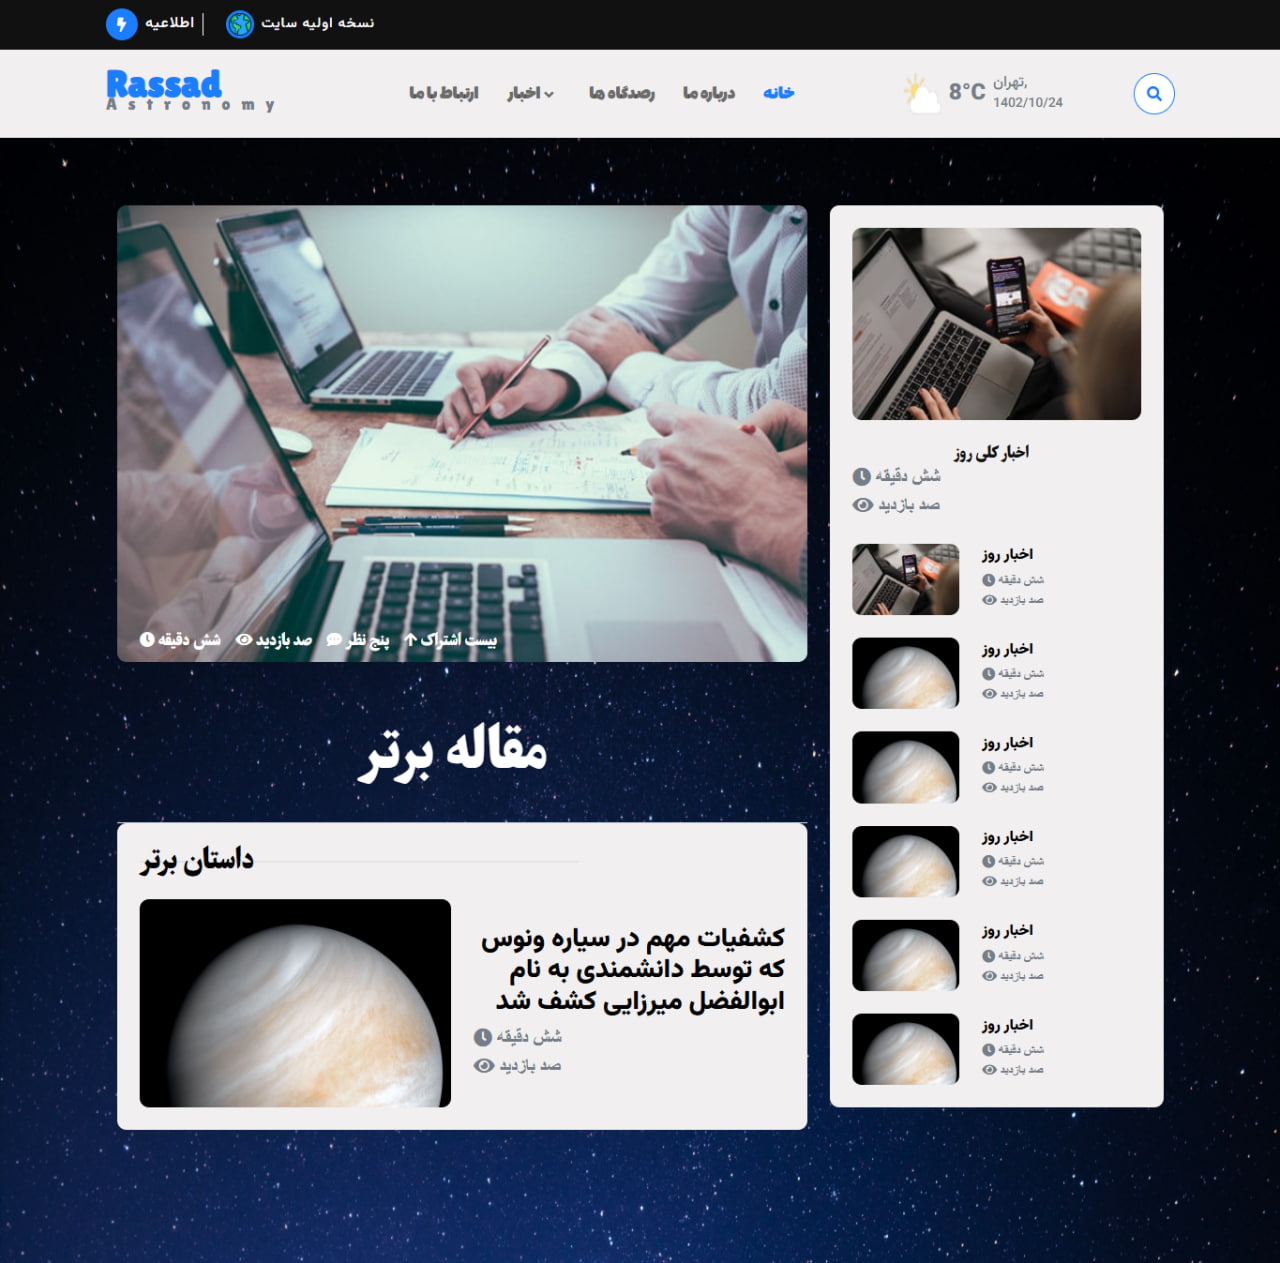 اطلاعیه
نسخه اولیه سایت
Rassad
Astronomy
خانه
درباره ما
رصدگاه ها
اخبار
ارتباط با ما
8°C
تهران,
1402/10/24
شش دقیقه
صد بازدید
پنج نظر
بیست اشتراک
مقاله برتر
داستان برتر
کشفیات مهم در سیاره ونوس
که توسط دانشمندی به نام
ابوالفضل میرزایی کشف شد
شش دقیقه
صد بازدید
اخبار کلی روز
شش دقیقه
صد بازدید
اخبار روز
شش دقیقه
صد بازدید
اخبار روز
شش دقیقه
صد بازدید
اخبار روز
شش دقیقه
صد بازدید
اخبار روز
شش دقیقه
صد بازدید
اخبار روز
شش دقیقه
صد بازدید
اخبار روز
شش دقیقه
صد بازدید